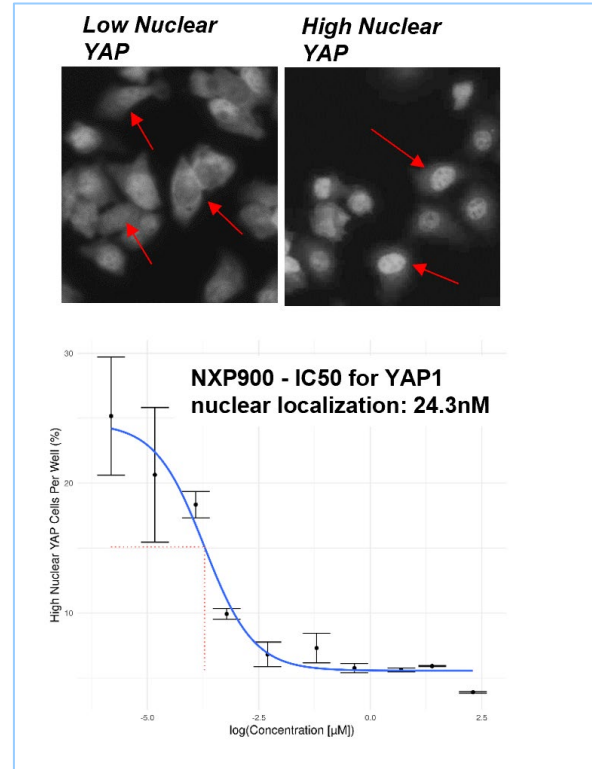 Low Nuclear
YAP
High Nuclear
YAP
NXP900 - IC50 for YAP1
nuclear localization: 24.3nM
High Nuclear YAP Cells Per Well (%)
30
20
10
-5.0
-2.5
0.0
2.5
log(Concentration [μM])